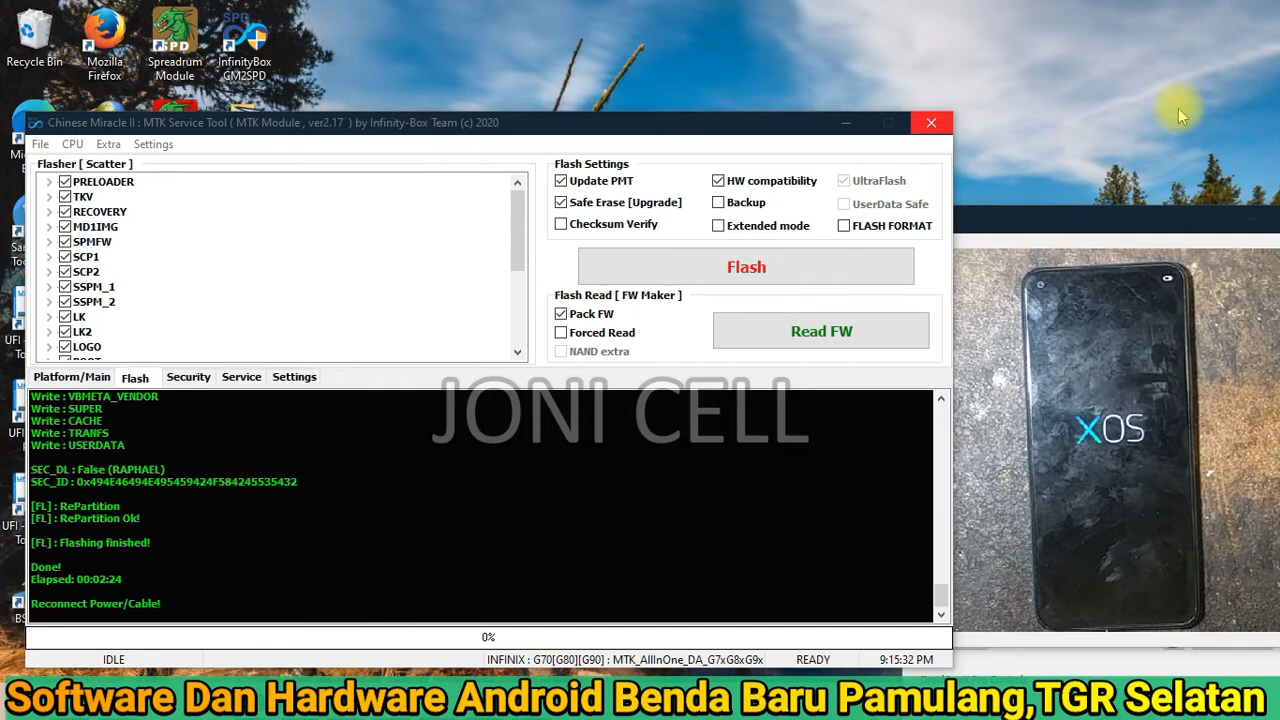 Recycle Bin
Mozilla Firefox
SPD
Spreadrum Module
SPD
InfinityBox CM2SPD
Chinese Miracle II : MTK Service Tool ( MTK Module , ver2.17 ) by Infinity-Box Team (c) 2020
File CPU Extra Settings
Flasher [ Scatter ]
PRELOADER
TKV
RECOVERY
MD1IMG
SPMFW
SCP1
SCP2
SSPM_1
SSPM_2
LK
LK2
LOGO
Flash Settings
Update PMT
HW compatibility
UltraFlash
Safe Erase [Upgrade]
Backup
UserData Safe
Checksum Verify
Extended mode
FLASH FORMAT
Flash
Flash Read [ FW Maker ]
Pack FW
Forced Read
NAND extra
Read FW
Platform/Main Flash Security Service Settings
Write : VBMETA_VENDOR
Write : SUPER
Write : CACHE
Write : TRANFS
Write : USERDATA
SEC_DL : False (RAPHAEL)
SEC_ID : 0x494E46494E495459424F584245535432
[FL] : RePartition
[FL] : RePartition Ok!
[FL] : Flashing finished!
Done!
Elapsed: 00:02:24
Reconnect Power/Cable!
JONI CELL
0%
IDLE
INFINIX : G70[G80][G90] : MTK_AllInOne_DA_G7xG8xG9x
READY
9:15:32 PM
XOS
Software Dan Hardware Android Benda Baru Pamulang,TGR Selatan